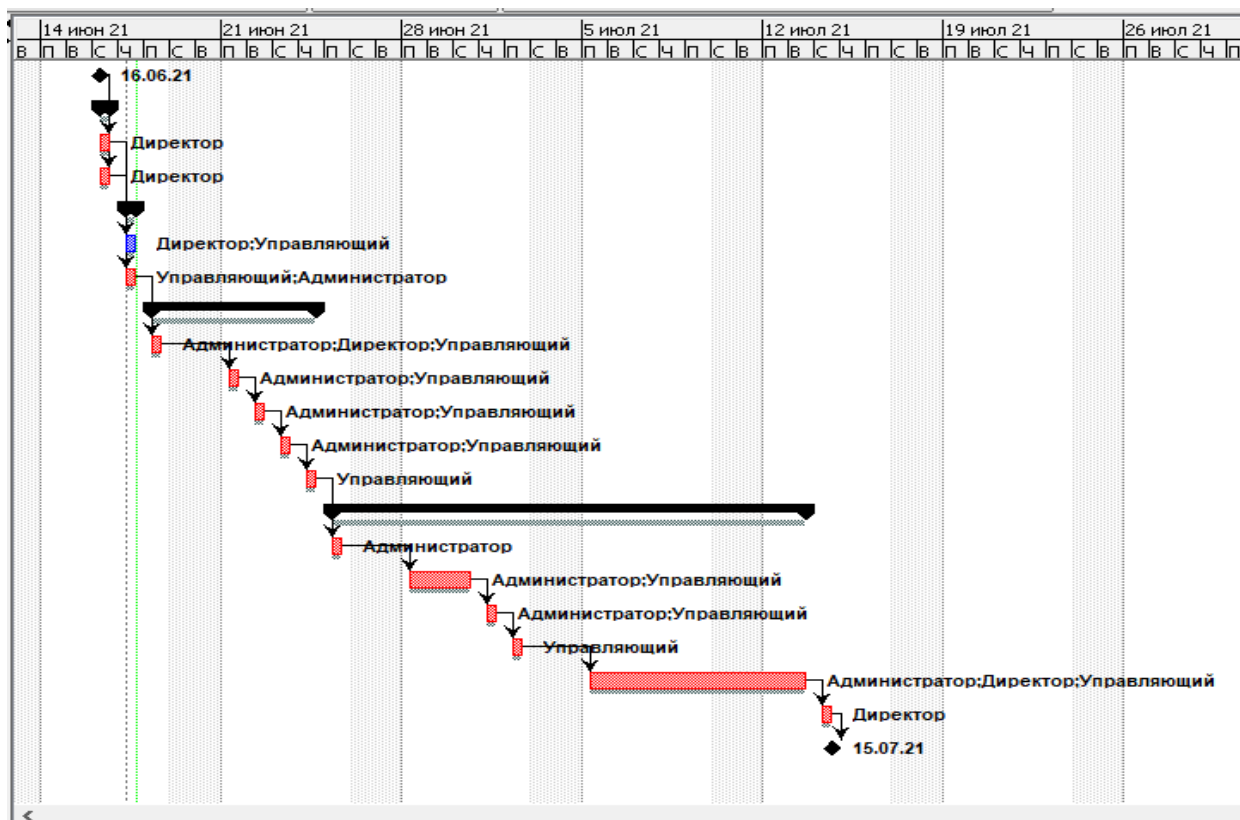 14 июн 21 21 июн 21 28 июн 21 5 июл 21 12 июл 21 19 июл 21 26 июл 21
В П В С Ч П С В П В С Ч П С В П В С Ч П С В П В С Ч П С В П В С Ч П С В П В С Ч П С В П В С Ч П
16.06.21
Директор
Директор
Директор;Управляющий
Управляющий;Администратор
Администратор;Директор;Управляющий
Администратор;Управляющий
Администратор;Управляющий
Администратор;Управляющий
Управляющий
Администратор
Администратор;Управляющий
Администратор;Управляющий
Управляющий
Администратор;Директор;Управляющий
Директор
15.07.21